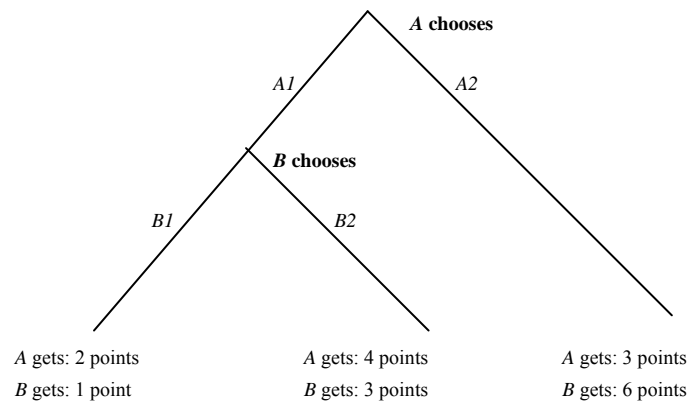 A chooses
A1
A2
B chooses
B1
B2
A gets: 2 points
B gets: 1 point
A gets: 4 points
B gets: 3 points
A gets: 3 points
B gets: 6 points